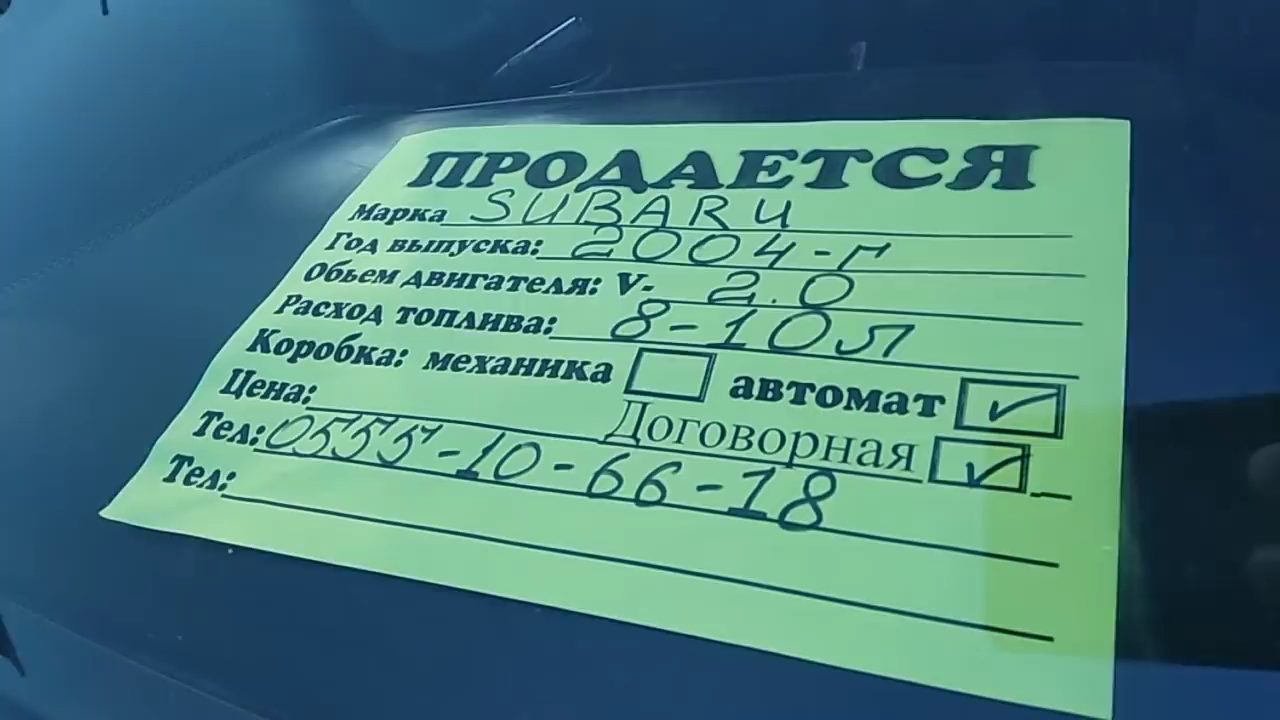 ПРОДАЕТСЯ
Марка SUBARU
Год выпуска: 2004-г
Обьем двигателя: V- 2.0
Расход топлива: 8-10л
Коробка: механика автомат ✓
Цена: Договорная ✓
Тел: 0555-10-66-18
Тел: